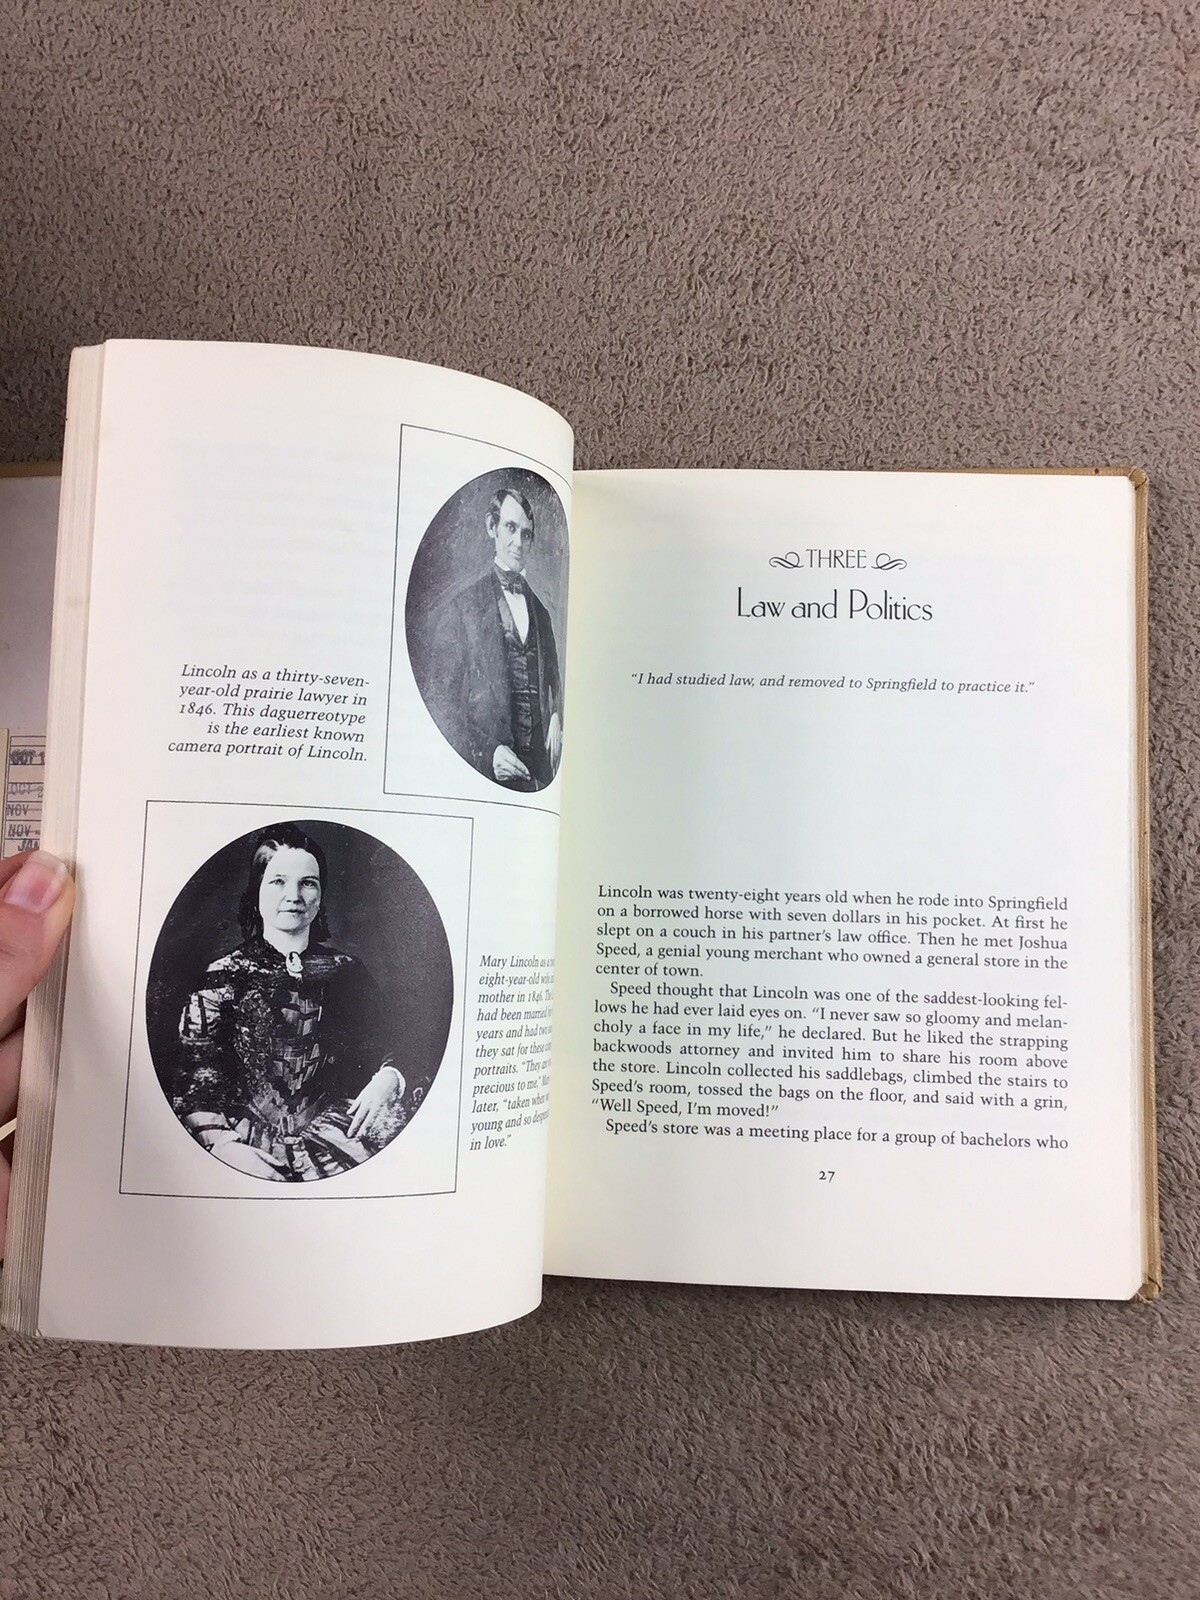 Lincoln as a thirty-seven-
year-old prairie lawyer in
1846. This daguerreotype
is the earliest known
camera portrait of Lincoln.
Mary Lincoln as a
eight-year-old
mother in 1846.
had been married
years and had two
they sat for these
portraits. "They
precious to me,"
later, "taken when
young and so
in love."
OCT
OCT
NOV
NOV
JAN
THREE
Law and Politics
"I had studied law, and removed to Springfield to practice it."
Lincoln was twenty-eight years old when he rode into Springfield
on a borrowed horse with seven dollars in his pocket. At first he
slept on a couch in his partner's law office. Then he met Joshua
Speed, a genial young merchant who owned a general store in the
center of town.
Speed thought that Lincoln was one of the saddest-looking fel-
lows he had ever laid eyes on. "I never saw so gloomy and melan-
choly a face in my life," he declared. But he liked the strapping
backwoods attorney and invited him to share his room above
the store. Lincoln collected his saddlebags, climbed the stairs to
Speed's room, tossed the bags on the floor, and said with a grin,
"Well Speed, I'm moved!"
Speed's store was a meeting place for a group of bachelors who
27